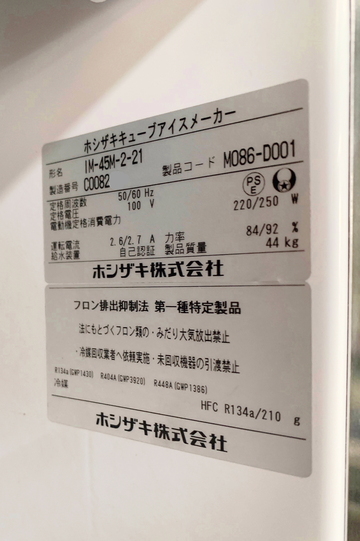 ホシザキキューブアイスメーカー
形名 IM-45M-2-21
製造番号 C00082 製品コード M086-D001
定格周波数 50/60 Hz
定格電圧 100 V
電動機定格消費電力 220/250 W
PSE
運転電流 2.6/2.7 A 力率 84/92 %
給水装置 自己認証 製品質量 44 kg
ホシザキ株式会社
フロン排出抑制法 第一種特定製品
・法にもとづくフロン類の・みだり大気放出禁止
・冷媒回収業者へ依頼実施・未回収機器の引渡禁止
R134a(GWP1430) R404A(GWP3920) R448A(GWP1386)
冷媒 HFC R134a/210 g
ホシザキ株式会社